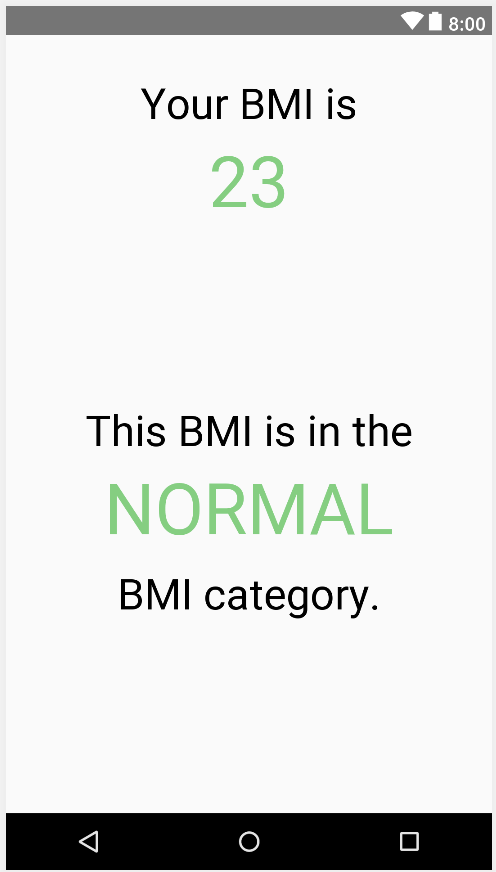 8:00
Your BMI is
23
This BMI is in the
NORMAL
BMI category.